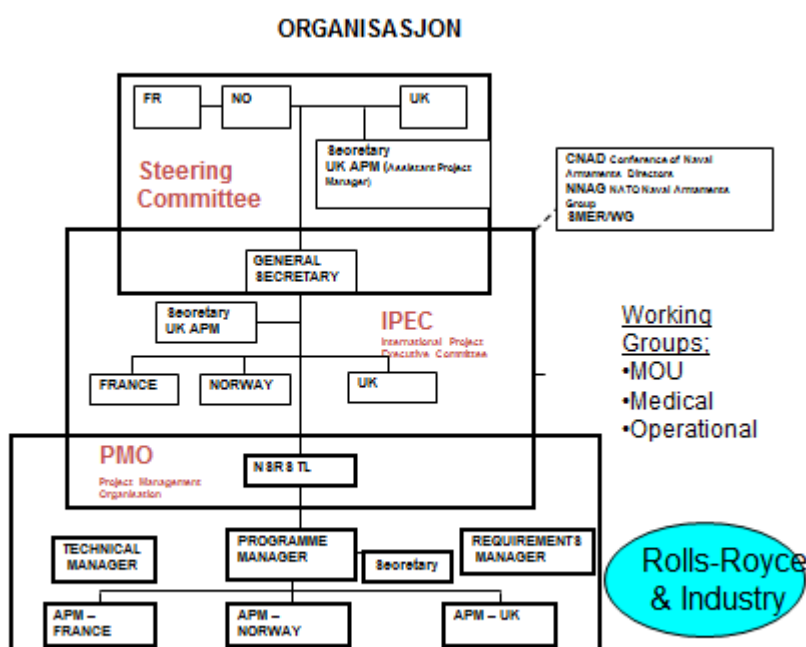 ORGANISASJON
FR
NO
UK
Secretary
UK APM (Assistant Project
Manager)
Steering
Committee
CNAD Conference of Naval
Armaments Directors
NNAG NATO Naval Armaments
Group
SMER/WG
GENERAL
SECRETARY
Secretary
UK APM
IPEC
International Project
Executive Committee
FRANCE
NORWAY
UK
Working
Groups;
•MOU
•Medical
•Operational
PMO
Project Management
Organisation
NSRS TL
TECHNICAL
MANAGER
PROGRAMME
MANAGER
Secretary
REQUIREMENTS
MANAGER
Rolls-Royce
& Industry
APM –
FRANCE
APM –
NORWAY
APM – UK